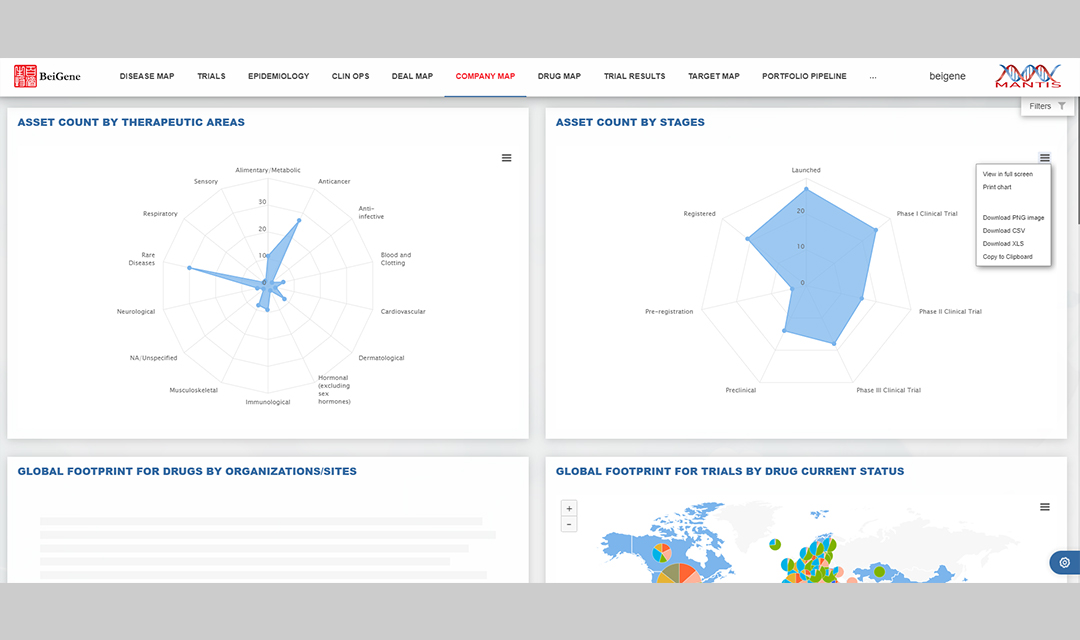 BeiGene
DISEASE MAP TRIALS EPIDEMIOLOGY CLIN OPS DEAL MAP COMPANY MAP DRUG MAP TRIAL RESULTS TARGET MAP PORTFOLIO PIPELINE ... beigene
MANTIS
Filters
ASSET COUNT BY THERAPEUTIC AREAS
Alimentary/Metabolic
Anticancer
Anti-
infective
Blood and
Clotting
Cardiovascular
Dermatological
Hormonal
(excluding
sex
hormones)
Immunological
Musculoskeletal
NA/Unspecified
Neurological
Rare
Diseases
Respiratory
Sensory
30
20
10
0
ASSET COUNT BY STAGES
View in full screen
Print chart
Download PNG image
Download CSV
Download XLS
Copy to Clipboard
Launched
Phase I Clinical Trial
Phase II Clinical Trial
Phase III Clinical Trial
Preclinical
Pre-registration
Registered
20
10
0
GLOBAL FOOTPRINT FOR DRUGS BY ORGANIZATIONS/SITES
GLOBAL FOOTPRINT FOR TRIALS BY DRUG CURRENT STATUS
+
-